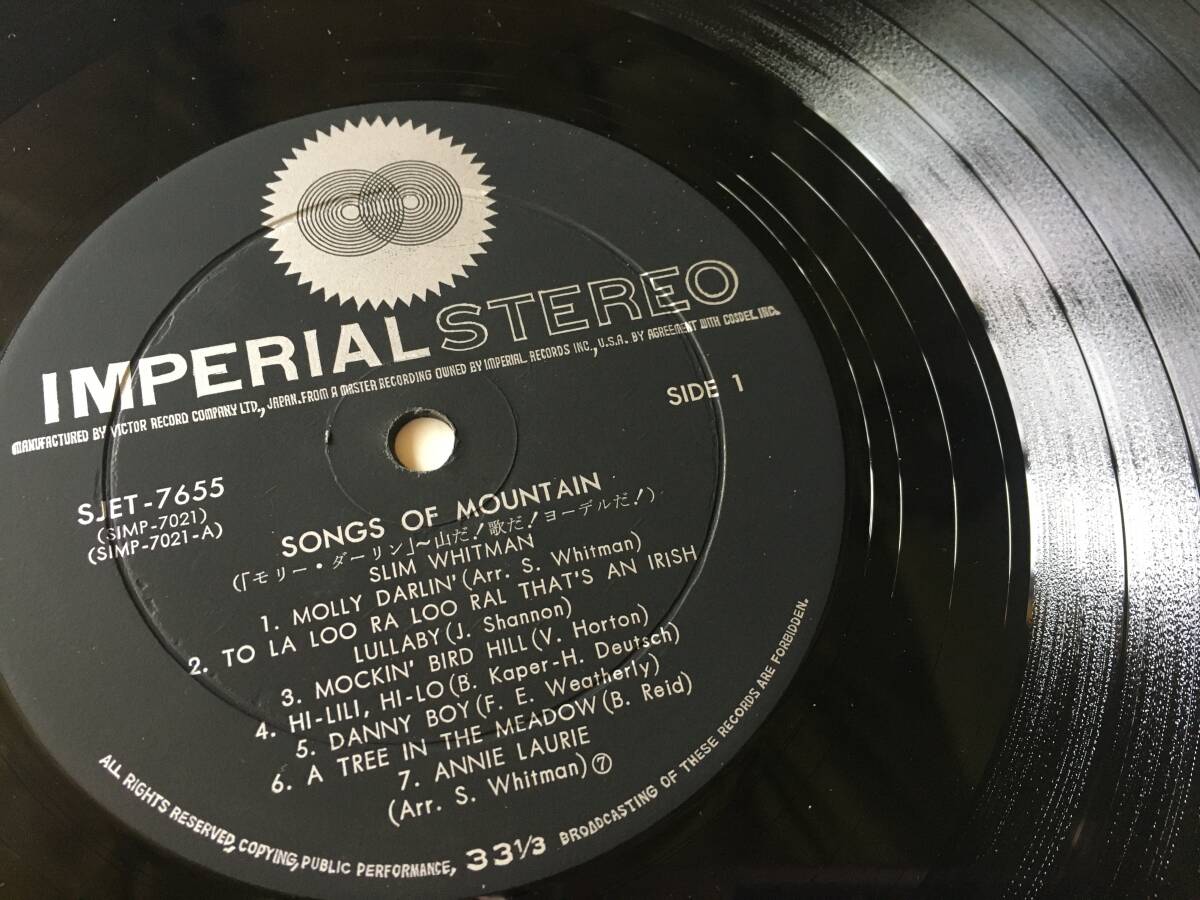 IMPERIAL STEREO
MANUFACTURED BY VICTOR RECORD COMPANY LTD., JAPAN. FROM A MASTER RECORDING OWNED BY IMPERIAL RECORDS INC., U.S.A. BY AGREEMENT WITH COSDEL INC.
SIDE 1
SJET-7655
(SIMP-7021)
(SIMP-7021-A)
SONGS OF MOUNTAIN
(「モリー・ダーリン」~山だ!歌だ!ヨーデルだ!)
SLIM WHITMAN
1. MOLLY DARLIN' (Arr. S. Whitman)
2. TO LA LOO RA LOO RAL THAT'S AN IRISH
LULLABY (J. Shannon)
3. MOCKIN' BIRD HILL (V. Horton)
4. HI-LILI, HI-LO (B. Kaper-H. Deutsch)
5. DANNY BOY (F. E. Weatherly)
6. A TREE IN THE MEADOW (B. Reid)
7. ANNIE LAURIE
(Arr. S. Whitman) ⑦
ALL RIGHTS RESERVED, COPYING, PUBLIC PERFORMANCE, 33 1/3 BROADCASTING OF THESE RECORDS ARE FORBIDDEN.